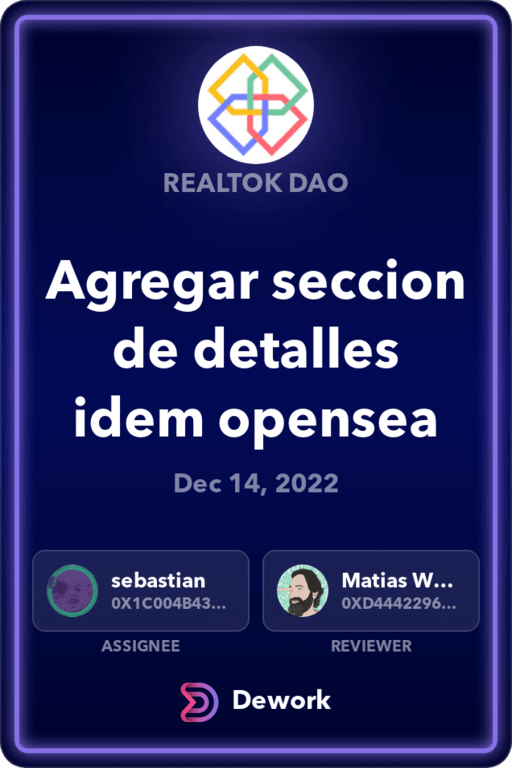 REALTOK DAO
Agregar seccion
de detalles
idem opensea
Dec 14, 2022
sebastian
0X1C004B43...
ASSIGNEE
Matias W...
0XD4442296...
REVIEWER
Dework